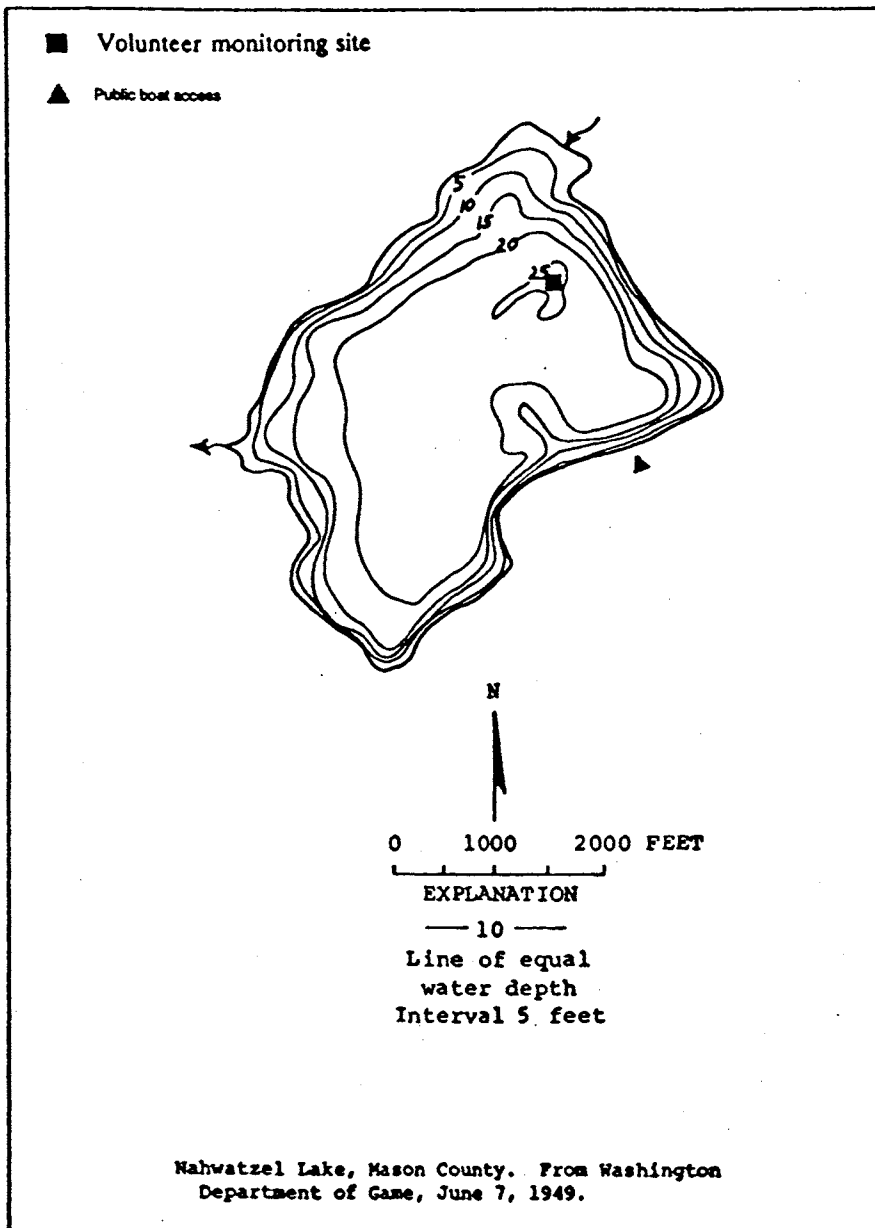 Volunteer monitoring site
Public boat access
5
10
15
20
25
N
0 1000 2000 FEET
EXPLANATION
10
Line of equal
water depth
Interval 5 feet
Nahwatzel Lake, Mason County. From Washington
Department of Game, June 7, 1949.